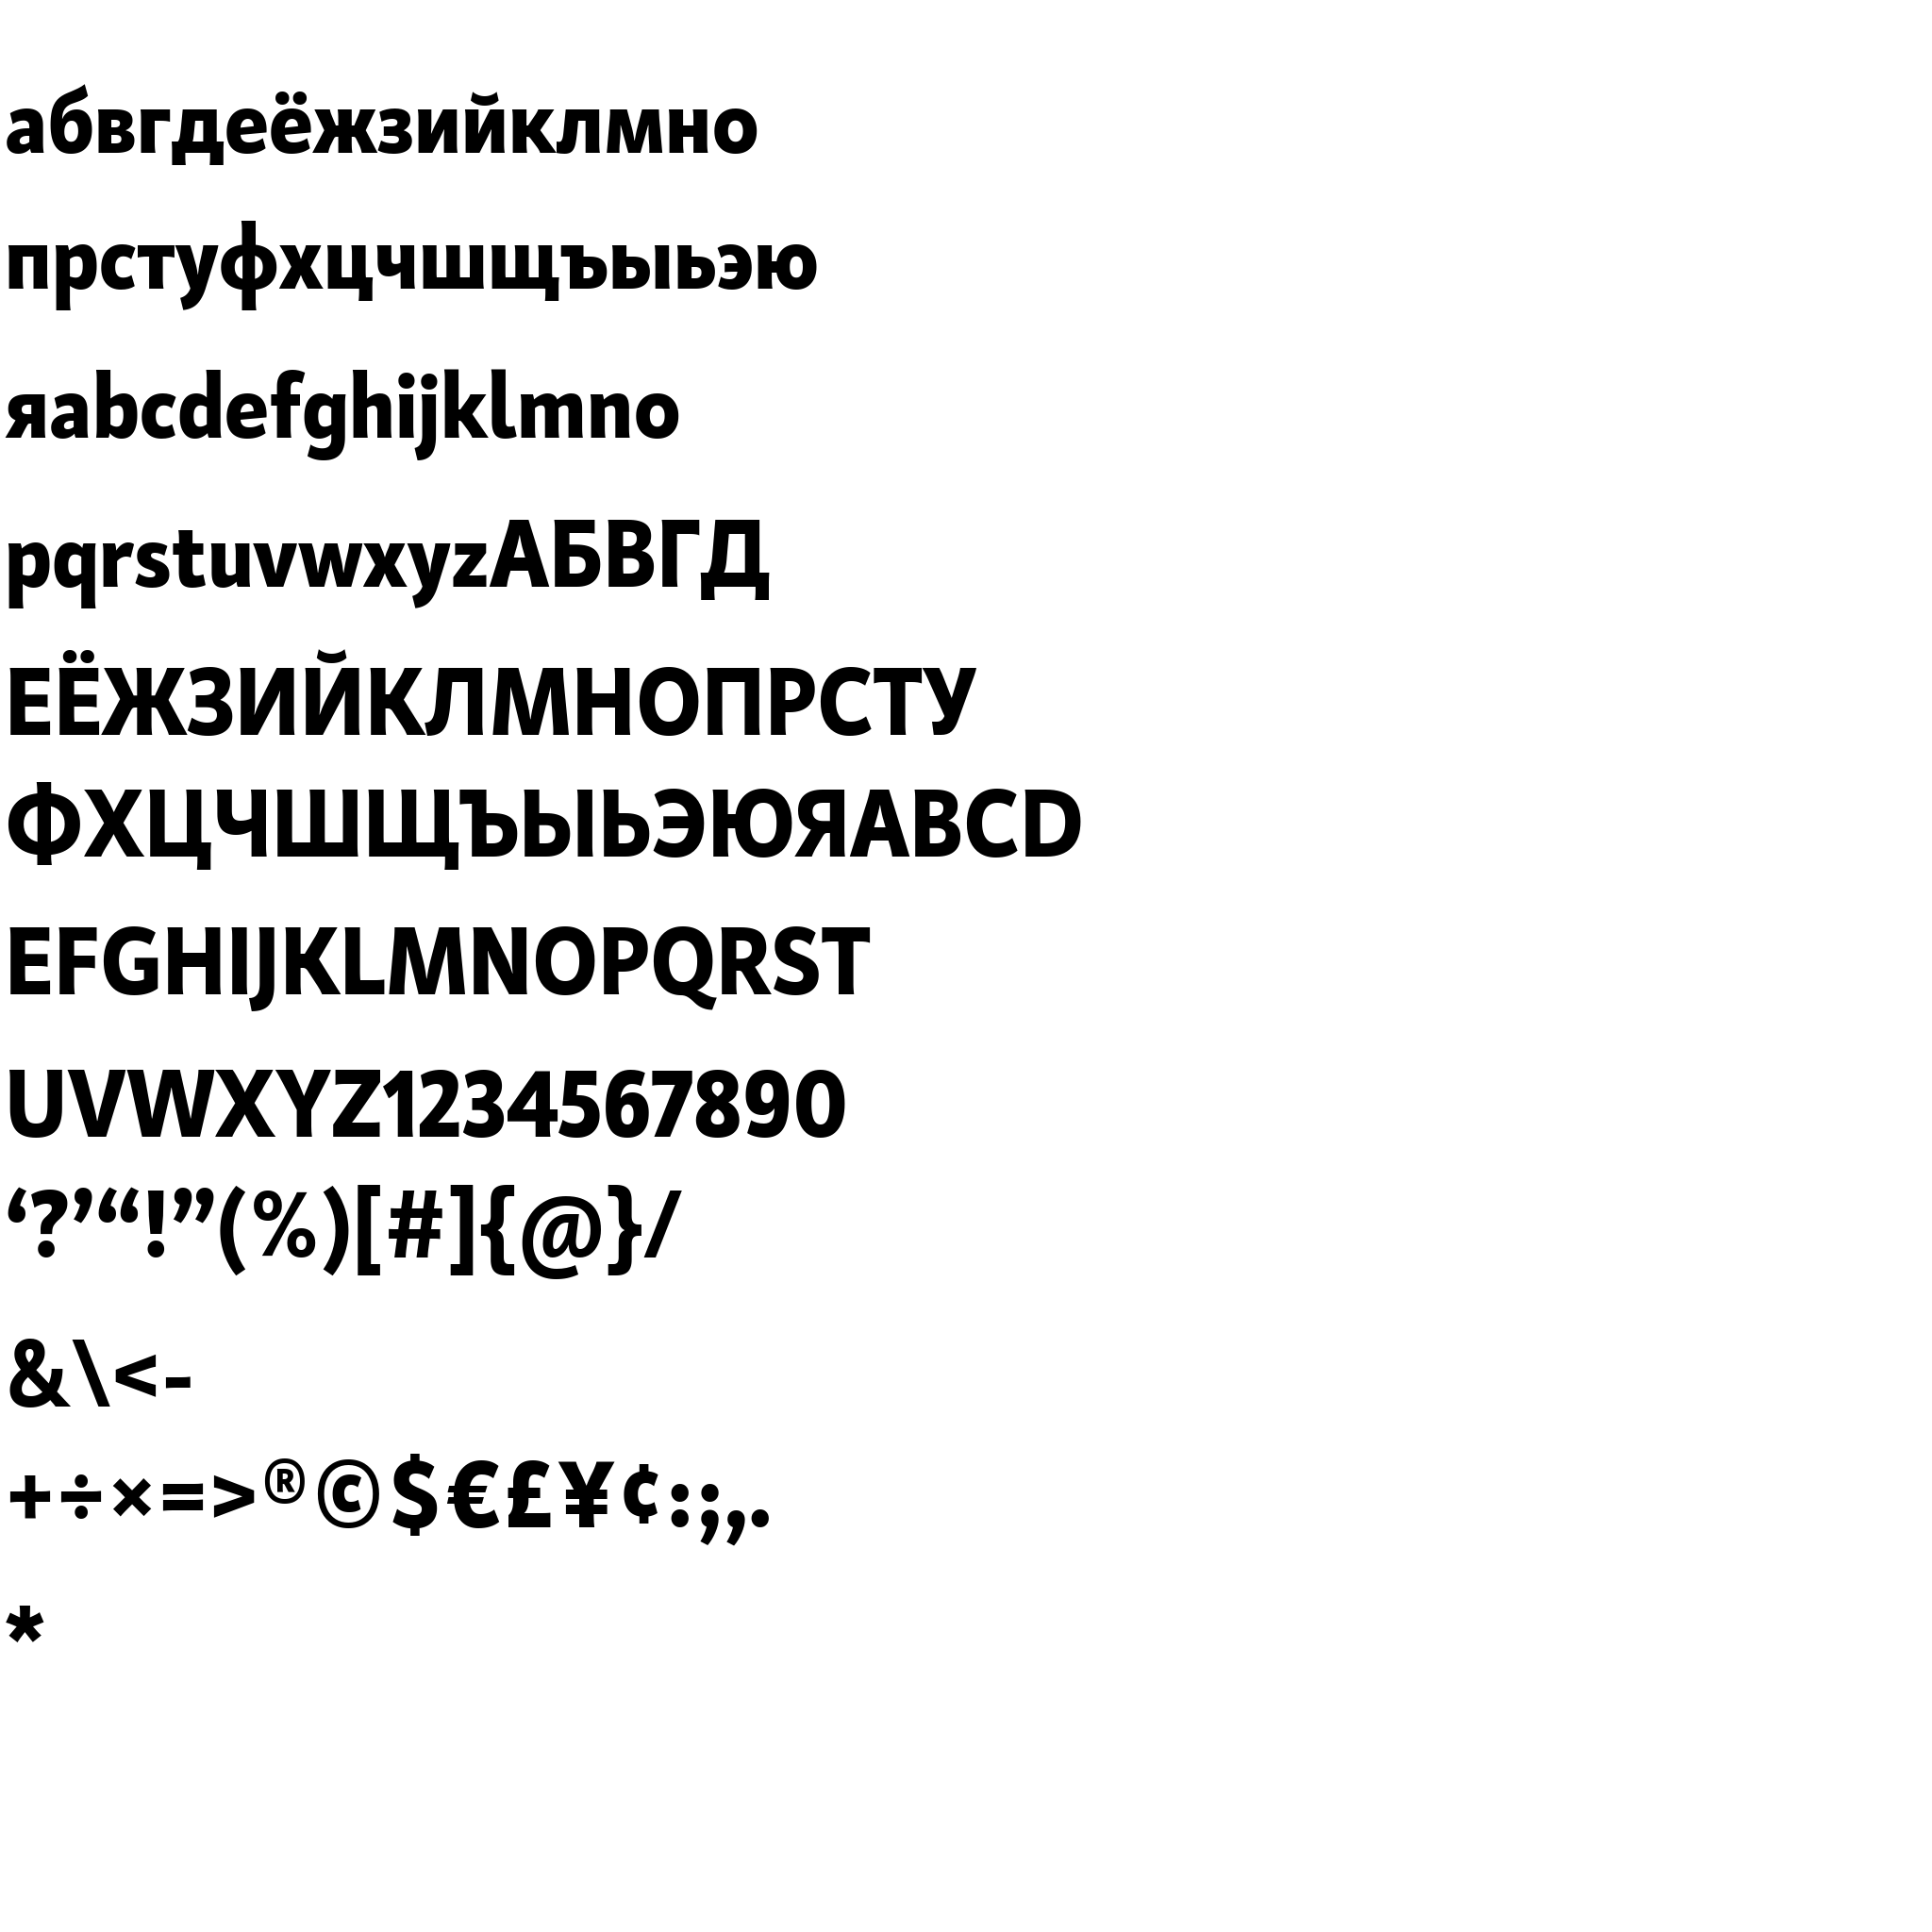 абвгдеёжзийклмно
прстуфхцчшщъыьэю
яabcdefghijklmno
pqrstuvwxyzАБВГД
ЕЁЖЗИЙКЛМНОПРСТУ
ФХЦЧШЩЪЫЬЭЮЯABCD
EFGHIJKLMNOPQRST
UVWXYZ1234567890
‘?’“!”(%)[#]{@}/
&\<-
+÷×=>®©$€£¥¢:;,.
*